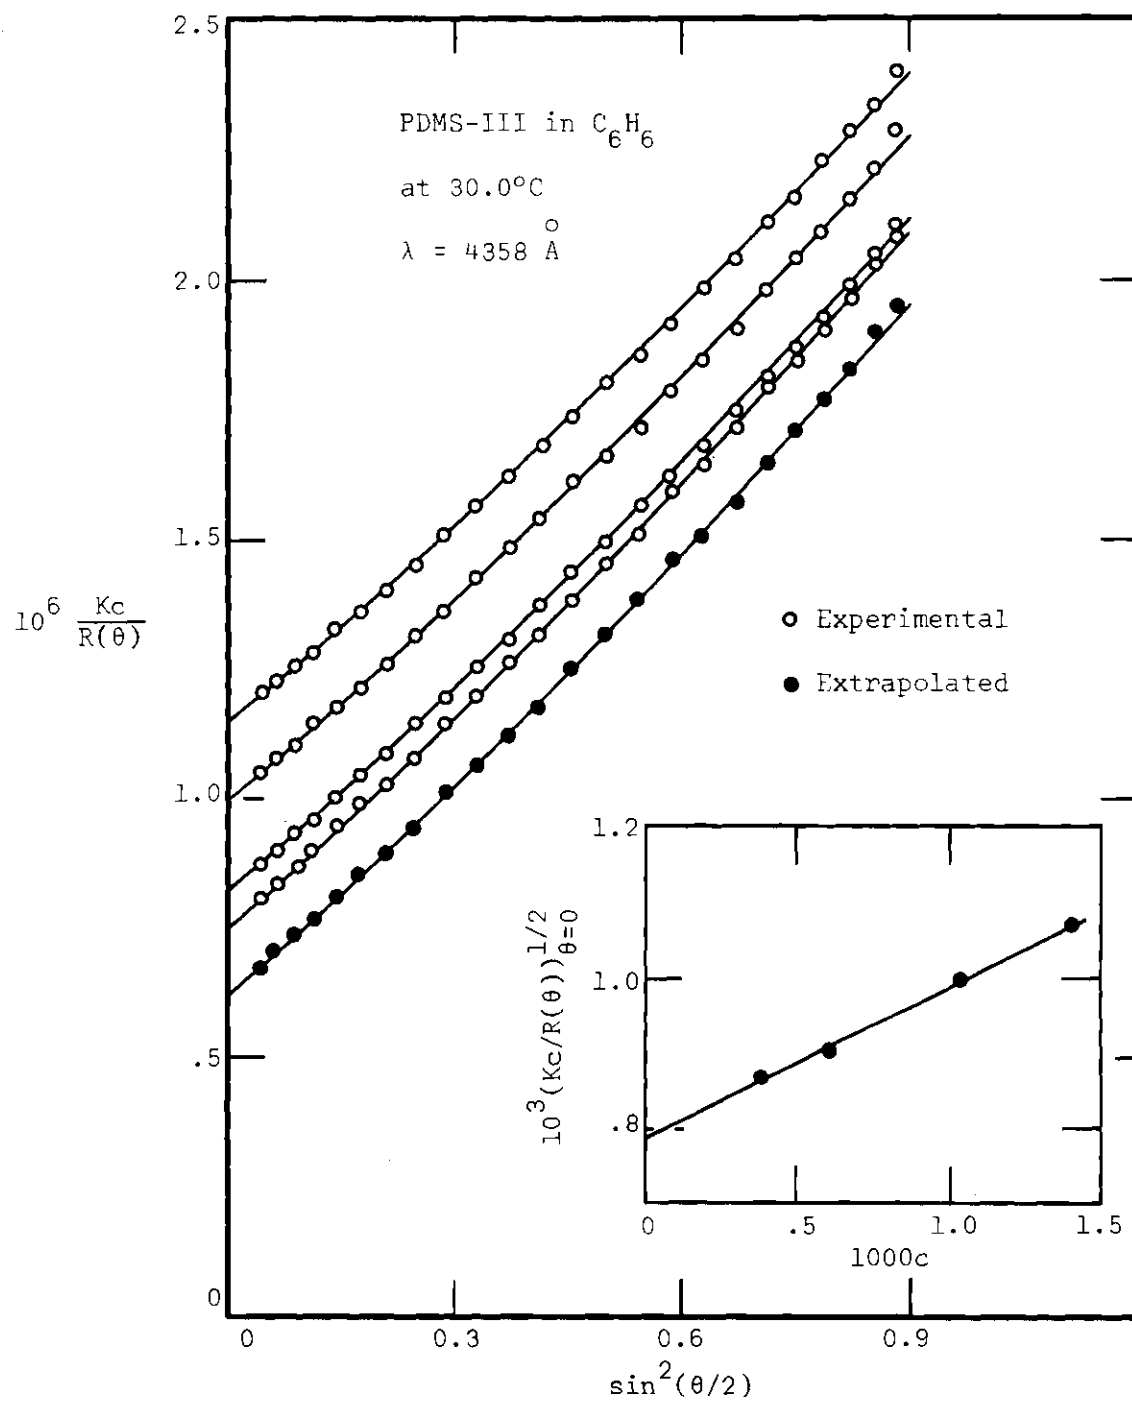 2.5
PDMS-III in C6H6
at 30.0°C
λ = 4358 Å
2.0
1.5
10^6 Kc/R(θ)
Experimental
Extrapolated
1.0
1.2
10^3(Kc/R(θ))^1/2 θ=0
1.0
.8
.5
0 .5 1.0 1.5
1000c
0
0 0.3 0.6 0.9
sin^2(θ/2)